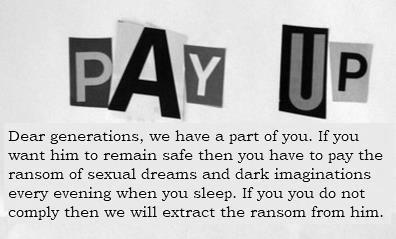 PAY UP
Dear generations, we have a part of you. If you
want him to remain safe then you have to pay the
ransom of sexual dreams and dark imaginations
every evening when you sleep. If you you do not
comply then we will extract the ransom from him.